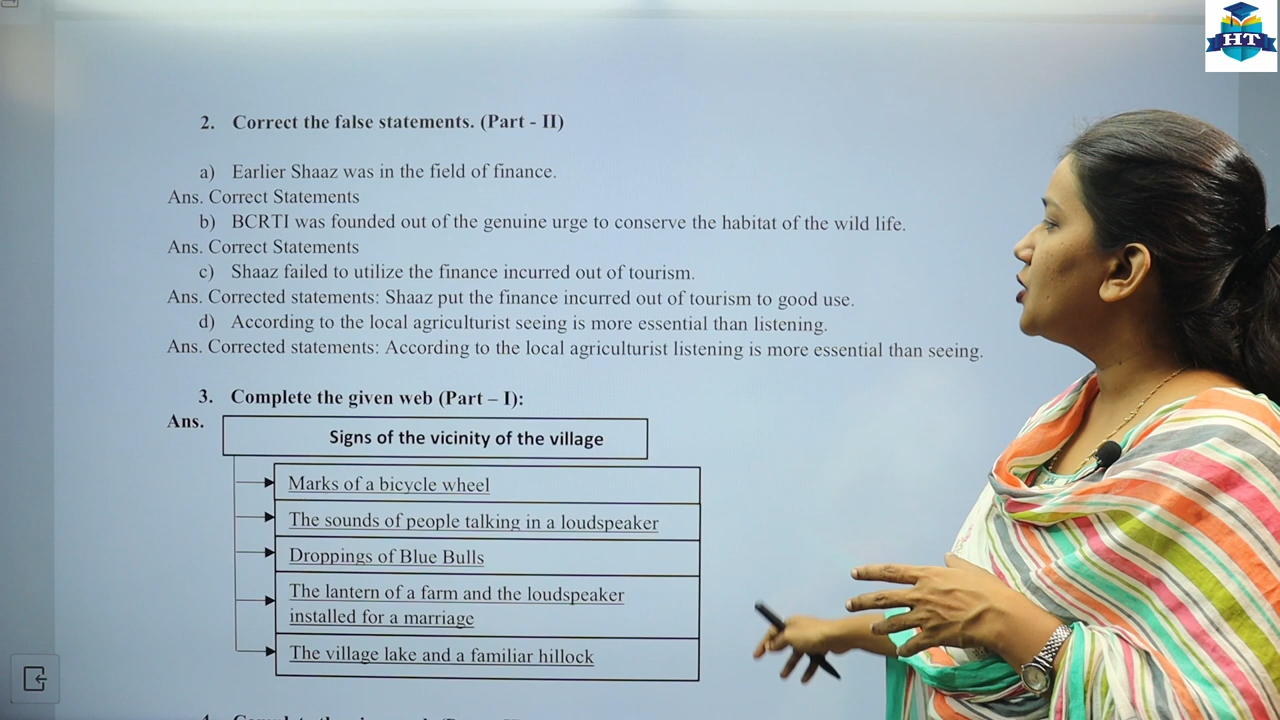 HT
2. Correct the false statements. (Part - II)
a) Earlier Shaaz was in the field of finance.
Ans. Correct Statements
b) BCRTI was founded out of the genuine urge to conserve the habitat of the wild life.
Ans. Correct Statements
c) Shaaz failed to utilize the finance incurred out of tourism.
Ans. Corrected statements: Shaaz put the finance incurred out of tourism to good use.
d) According to the local agriculturist seeing is more essential than listening.
Ans. Corrected statements: According to the local agriculturist listening is more essential than seeing.
3. Complete the given web (Part – I):
Ans.
Signs of the vicinity of the village
Marks of a bicycle wheel
The sounds of people talking in a loudspeaker
Droppings of Blue Bulls
The lantern of a farm and the loudspeaker
installed for a marriage
The village lake and a familiar hillock